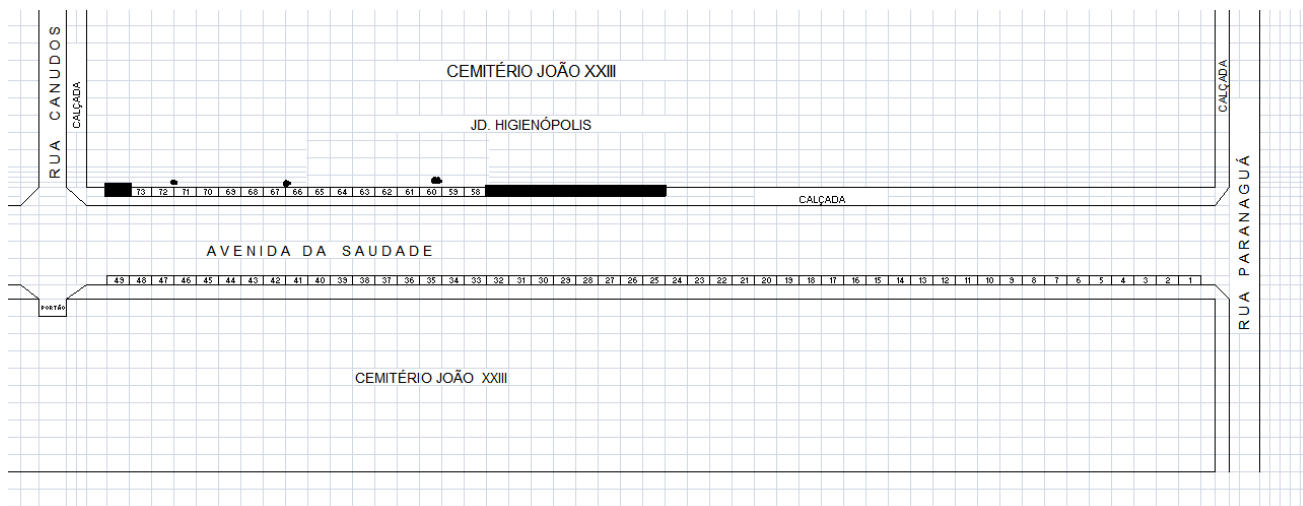 RUA CANUDOS
CALÇADA
CEMITÉRIO JOÃO XXIII
JD. HIGIENÓPOLIS
CALÇADA
RUA PARANAGUÁ
73 72 71 70 69 68 67 66 65 64 63 62 61 60 59 58
CALÇADA
AVENIDA DA SAUDADE
49 48 47 46 45 44 43 42 41 40 39 38 37 36 35 34 33 32 31 30 29 28 27 26 25 24 23 22 21 20 19 18 17 16 15 14 13 12 11 10 9 8 7 6 5 4 3 2 1
PORTÃO
CEMITÉRIO JOÃO XXIII